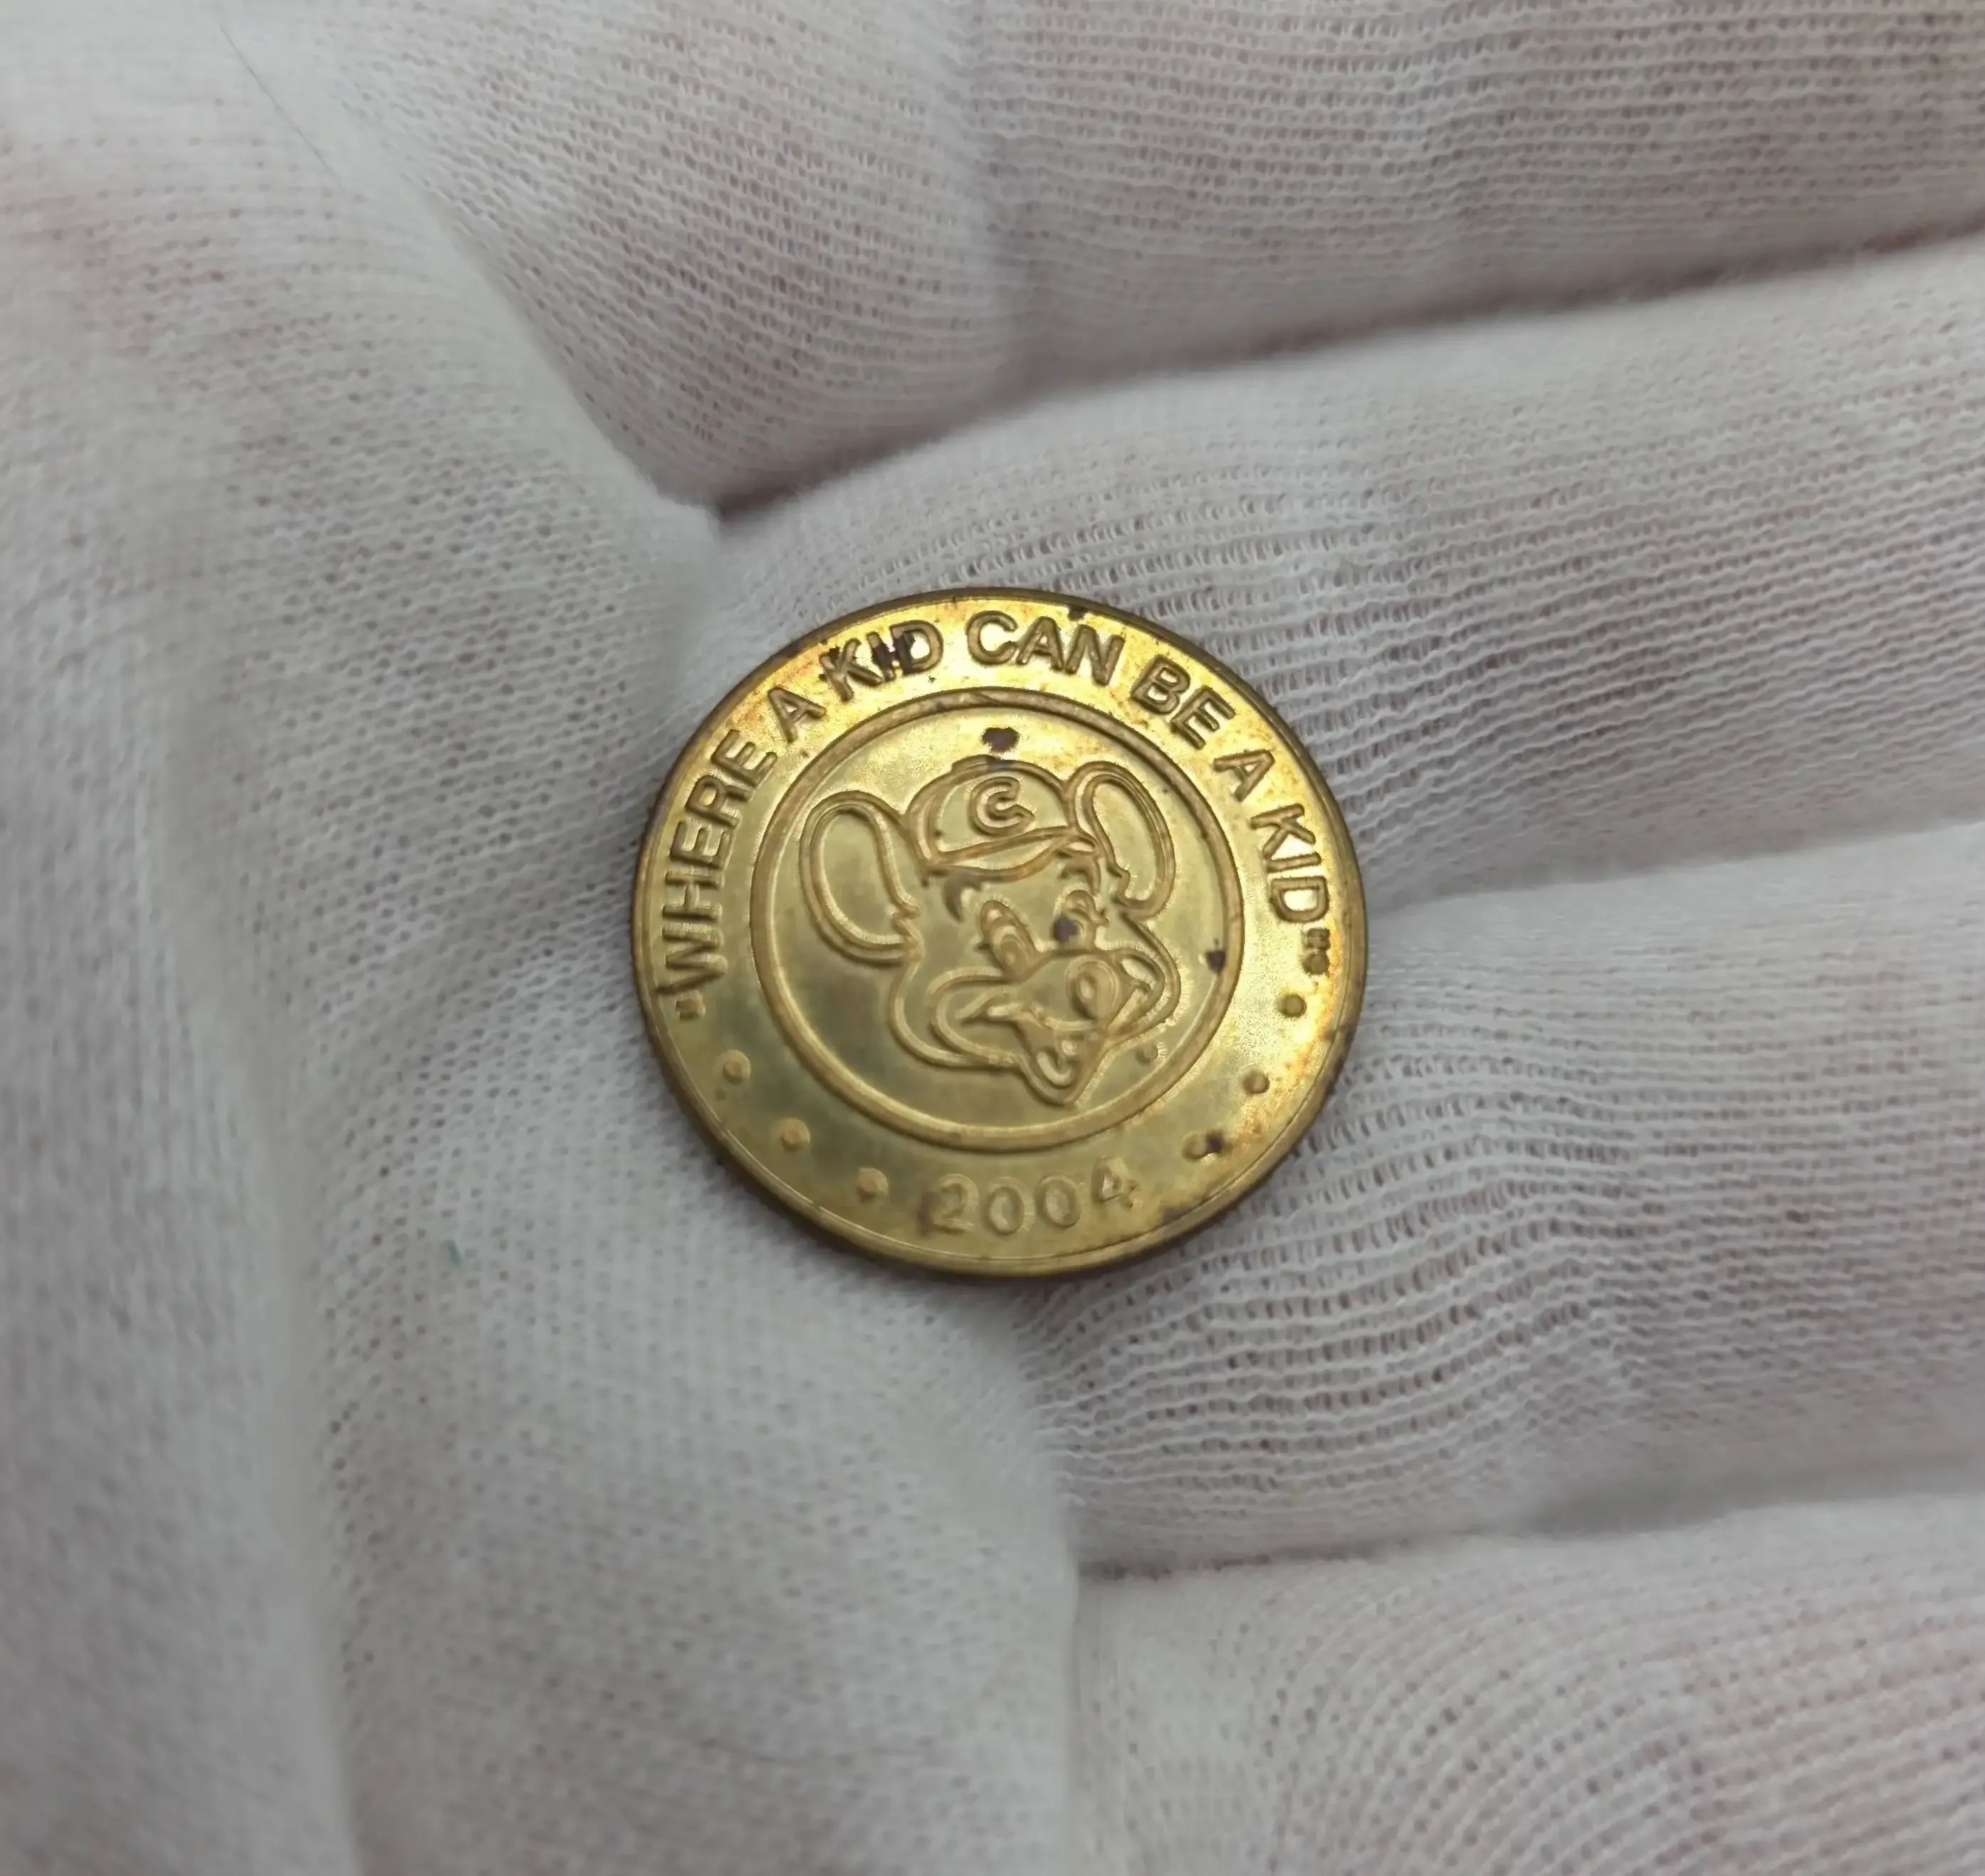 "WHERE A KID CAN BE A KID"
C
2004